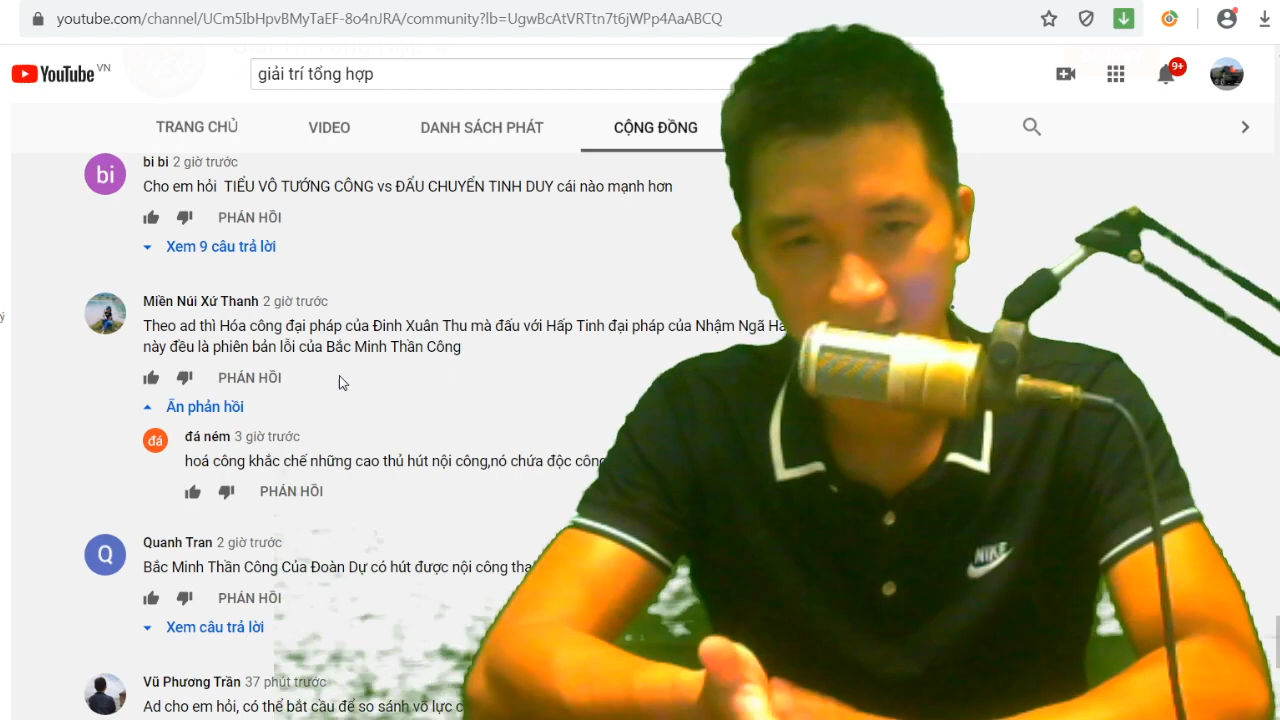 youtube.com/channel/UCm5IbHpvBMyTaEF-8o4nJRA/community?lb=UgwBcAtVRTtn7t6jWPp4AaABCQ
YouTube VN
giải trí tổng hợp
9+
TRANG CHỦ VIDEO DANH SÁCH PHÁT CỘNG ĐỒNG
bi
bi bi 2 giờ trước
Cho em hỏi TIỂU VÔ TƯỚNG CÔNG vs ĐẨU CHUYỂN TINH DUY cái nào mạnh hơn
PHẢN HỒI
Xem 9 câu trả lời
Miền Núi Xứ Thanh 2 giờ trước
Theo ad thì Hóa công đại pháp của Đinh Xuân Thu mà đấu với Hấp Tinh đại pháp của Nhậm Ngã
này đều là phiên bản lỗi của Bắc Minh Thần Công
PHẢN HỒI
Ẩn phản hồi
đá
đá ném 3 giờ trước
hoá công khắc chế những cao thủ hút nội công,nó chứa độc công
PHẢN HỒI
Q
Quanh Tran 2 giờ trước
Bắc Minh Thần Công Của Đoàn Dự có hút được nội công
PHẢN HỒI
Xem câu trả lời
Vũ Phương Trần 37 phút trước
Ad cho em hỏi, có thể bắt cầu để so sánh võ lực
NIKE